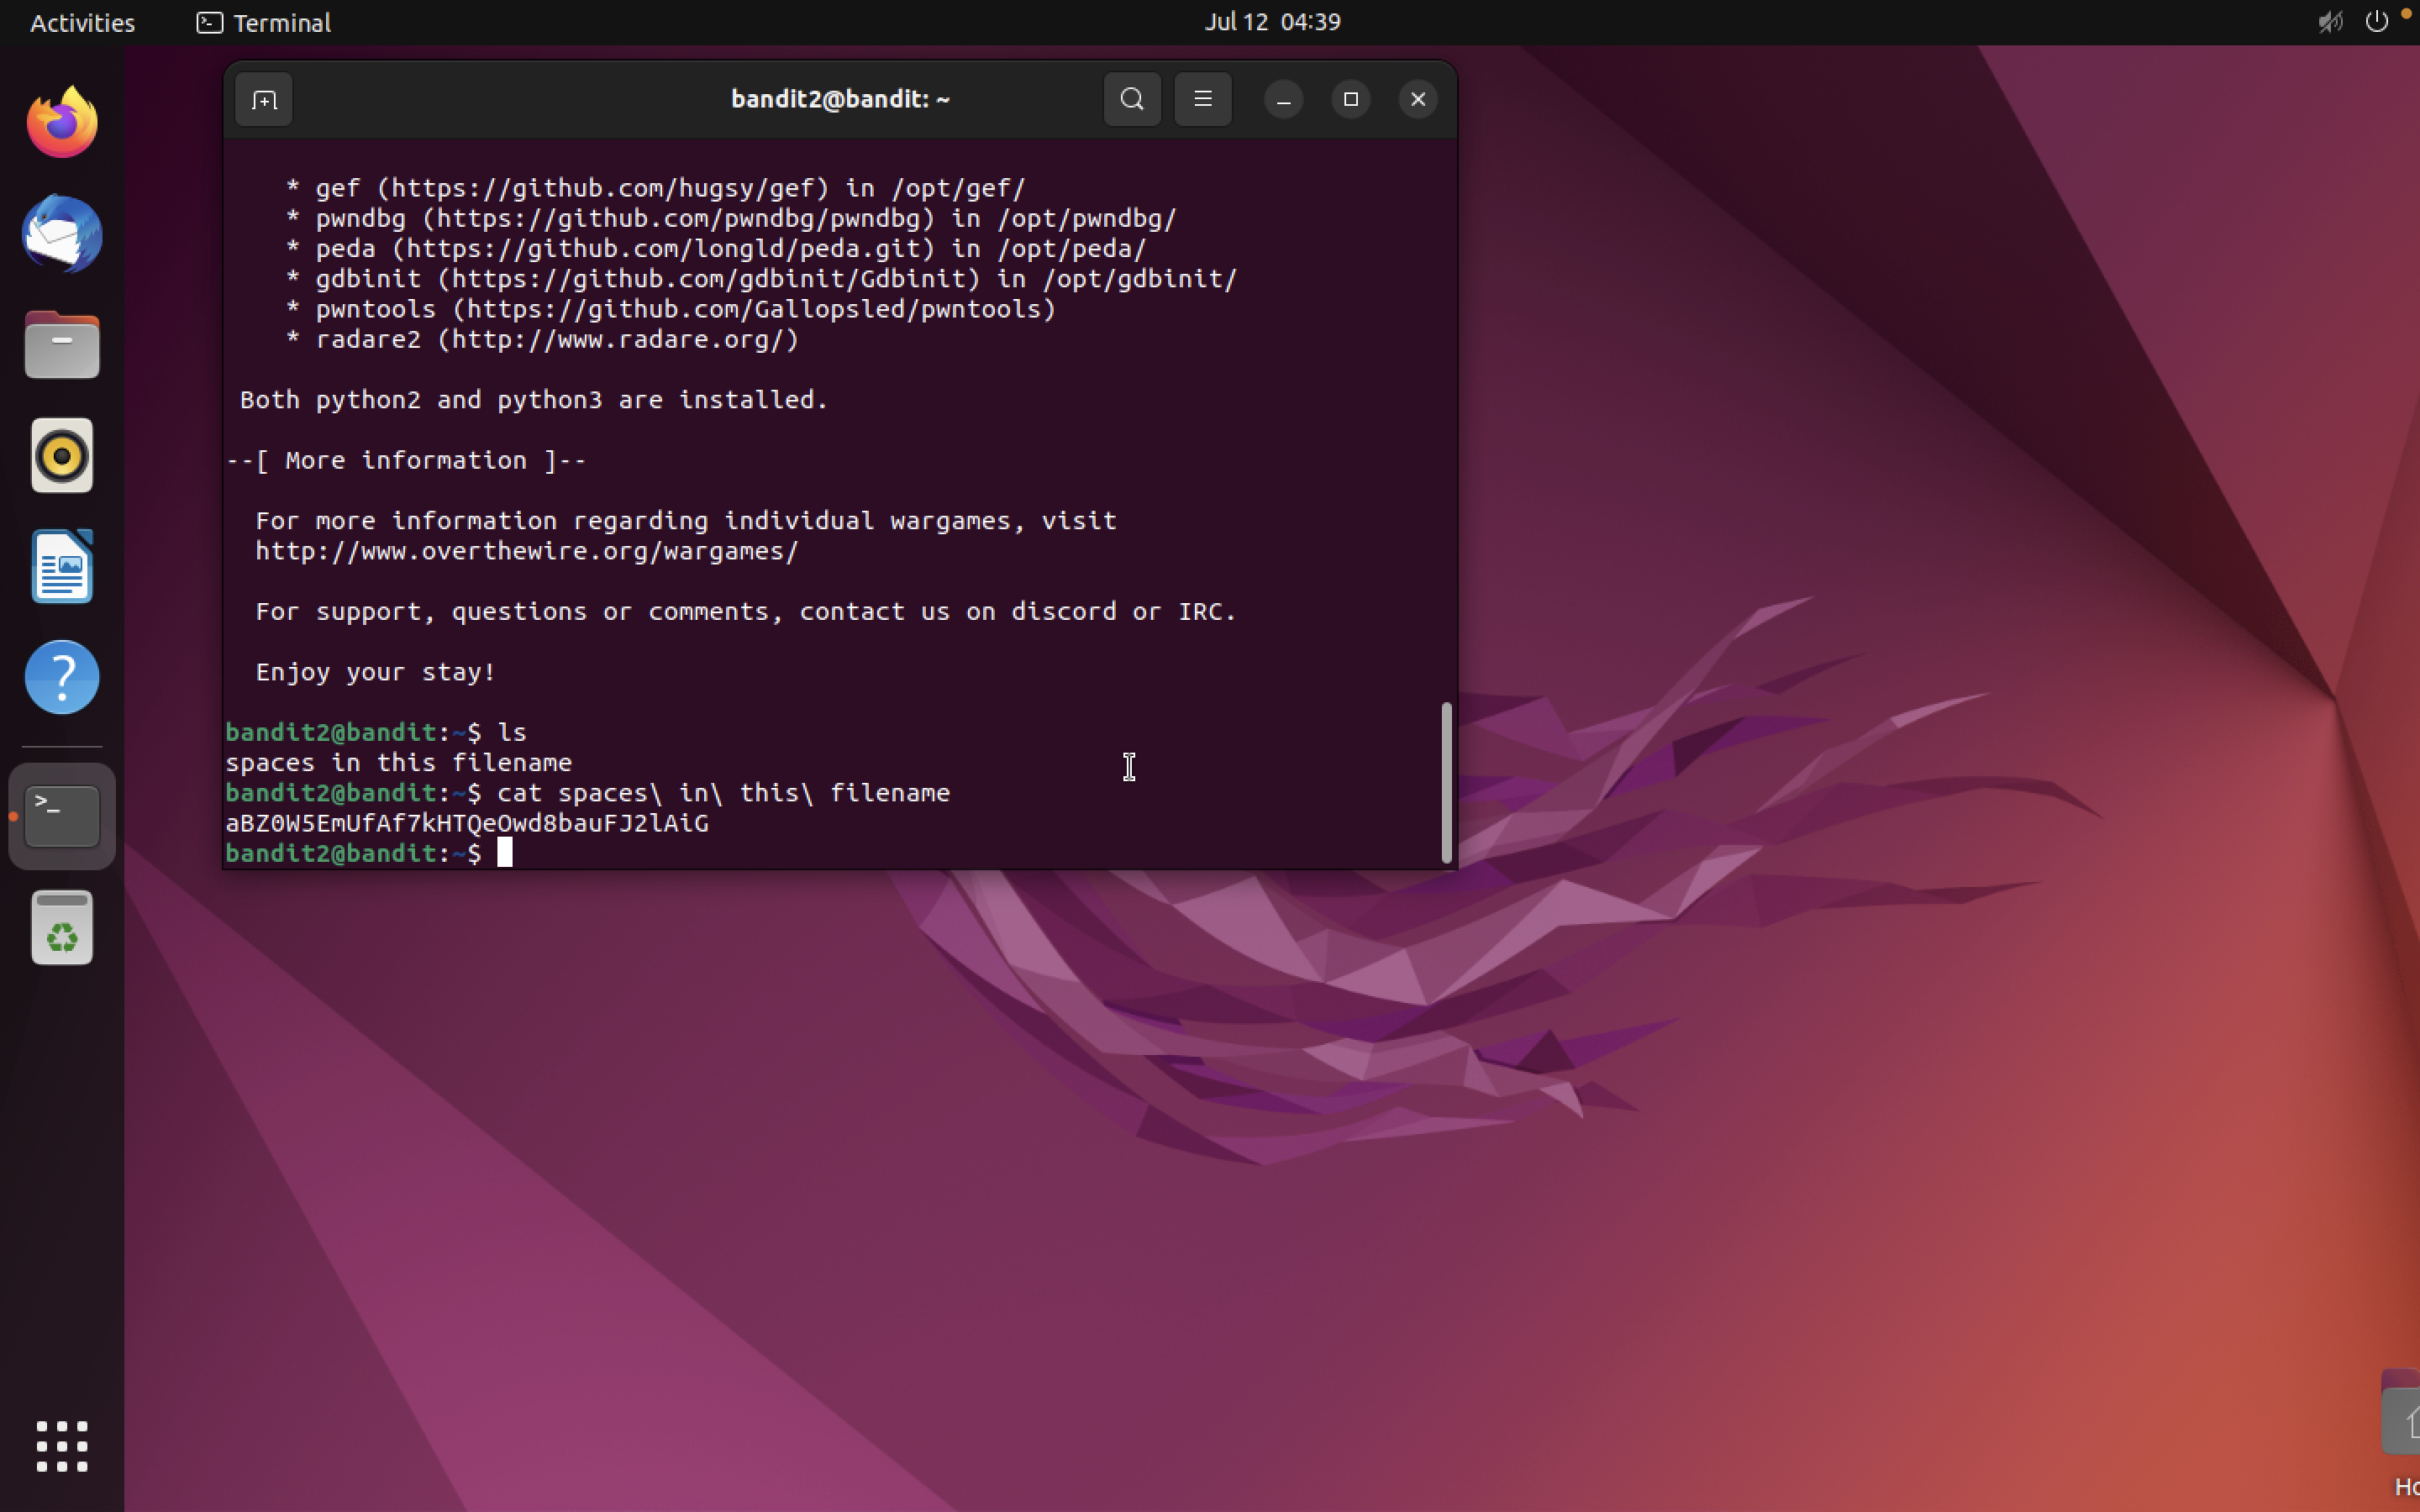 Activities Terminal Jul 12 04:39
bandit2@bandit: ~
* gef (https://github.com/hugsy/gef) in /opt/gef/
* pwndbg (https://github.com/pwndbg/pwndbg) in /opt/pwndbg/
* peda (https://github.com/longld/peda.git) in /opt/peda/
* gdbinit (https://github.com/gdbinit/Gdbinit) in /opt/gdbinit/
* pwntools (https://github.com/Gallopsled/pwntools)
* radare2 (http://www.radare.org/)
Both python2 and python3 are installed.
--[ More information ]--
For more information regarding individual wargames, visit
http://www.overthewire.org/wargames/
For support, questions or comments, contact us on discord or IRC.
Enjoy your stay!
bandit2@bandit:~$ ls
spaces in this filename
bandit2@bandit:~$ cat spaces\ in\ this\ filename
aBZ0W5EmUfAf7kHTQeOwd8bauFJ2lAiG
bandit2@bandit:~$